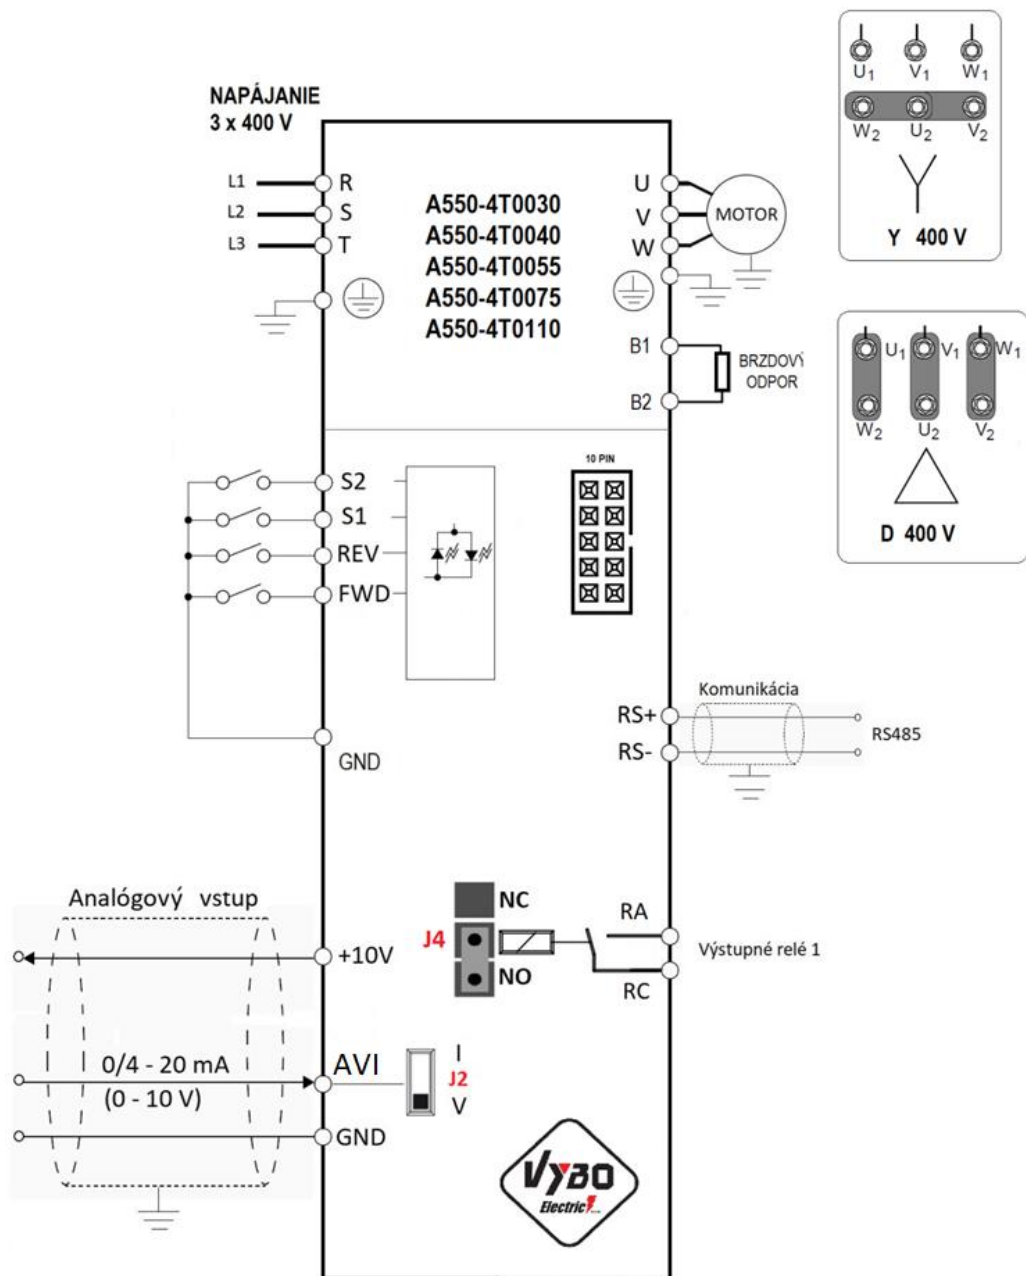 NAPÁJANIE
3 x 400 V
L1
R
L2
S
L3
T
A550-4T0030
A550-4T0040
A550-4T0055
A550-4T0075
A550-4T0110
U
V
W
MOTOR
B1
B2
BRZDOVÝ
ODPOR
U1 V1 W1
W2 U2 V2
Y 400 V
U1 V1 W1
W2 U2 V2
D 400 V
S2
S1
REV
FWD
GND
10 PIN
Komunikácia
RS+
RS-
RS485
Analógový vstup
+10V
0/4 - 20 mA
(0 - 10 V)
AVI
GND
I
J2
V
NC
J4
NO
RA
RC
Výstupné relé 1
VYBO
Electric